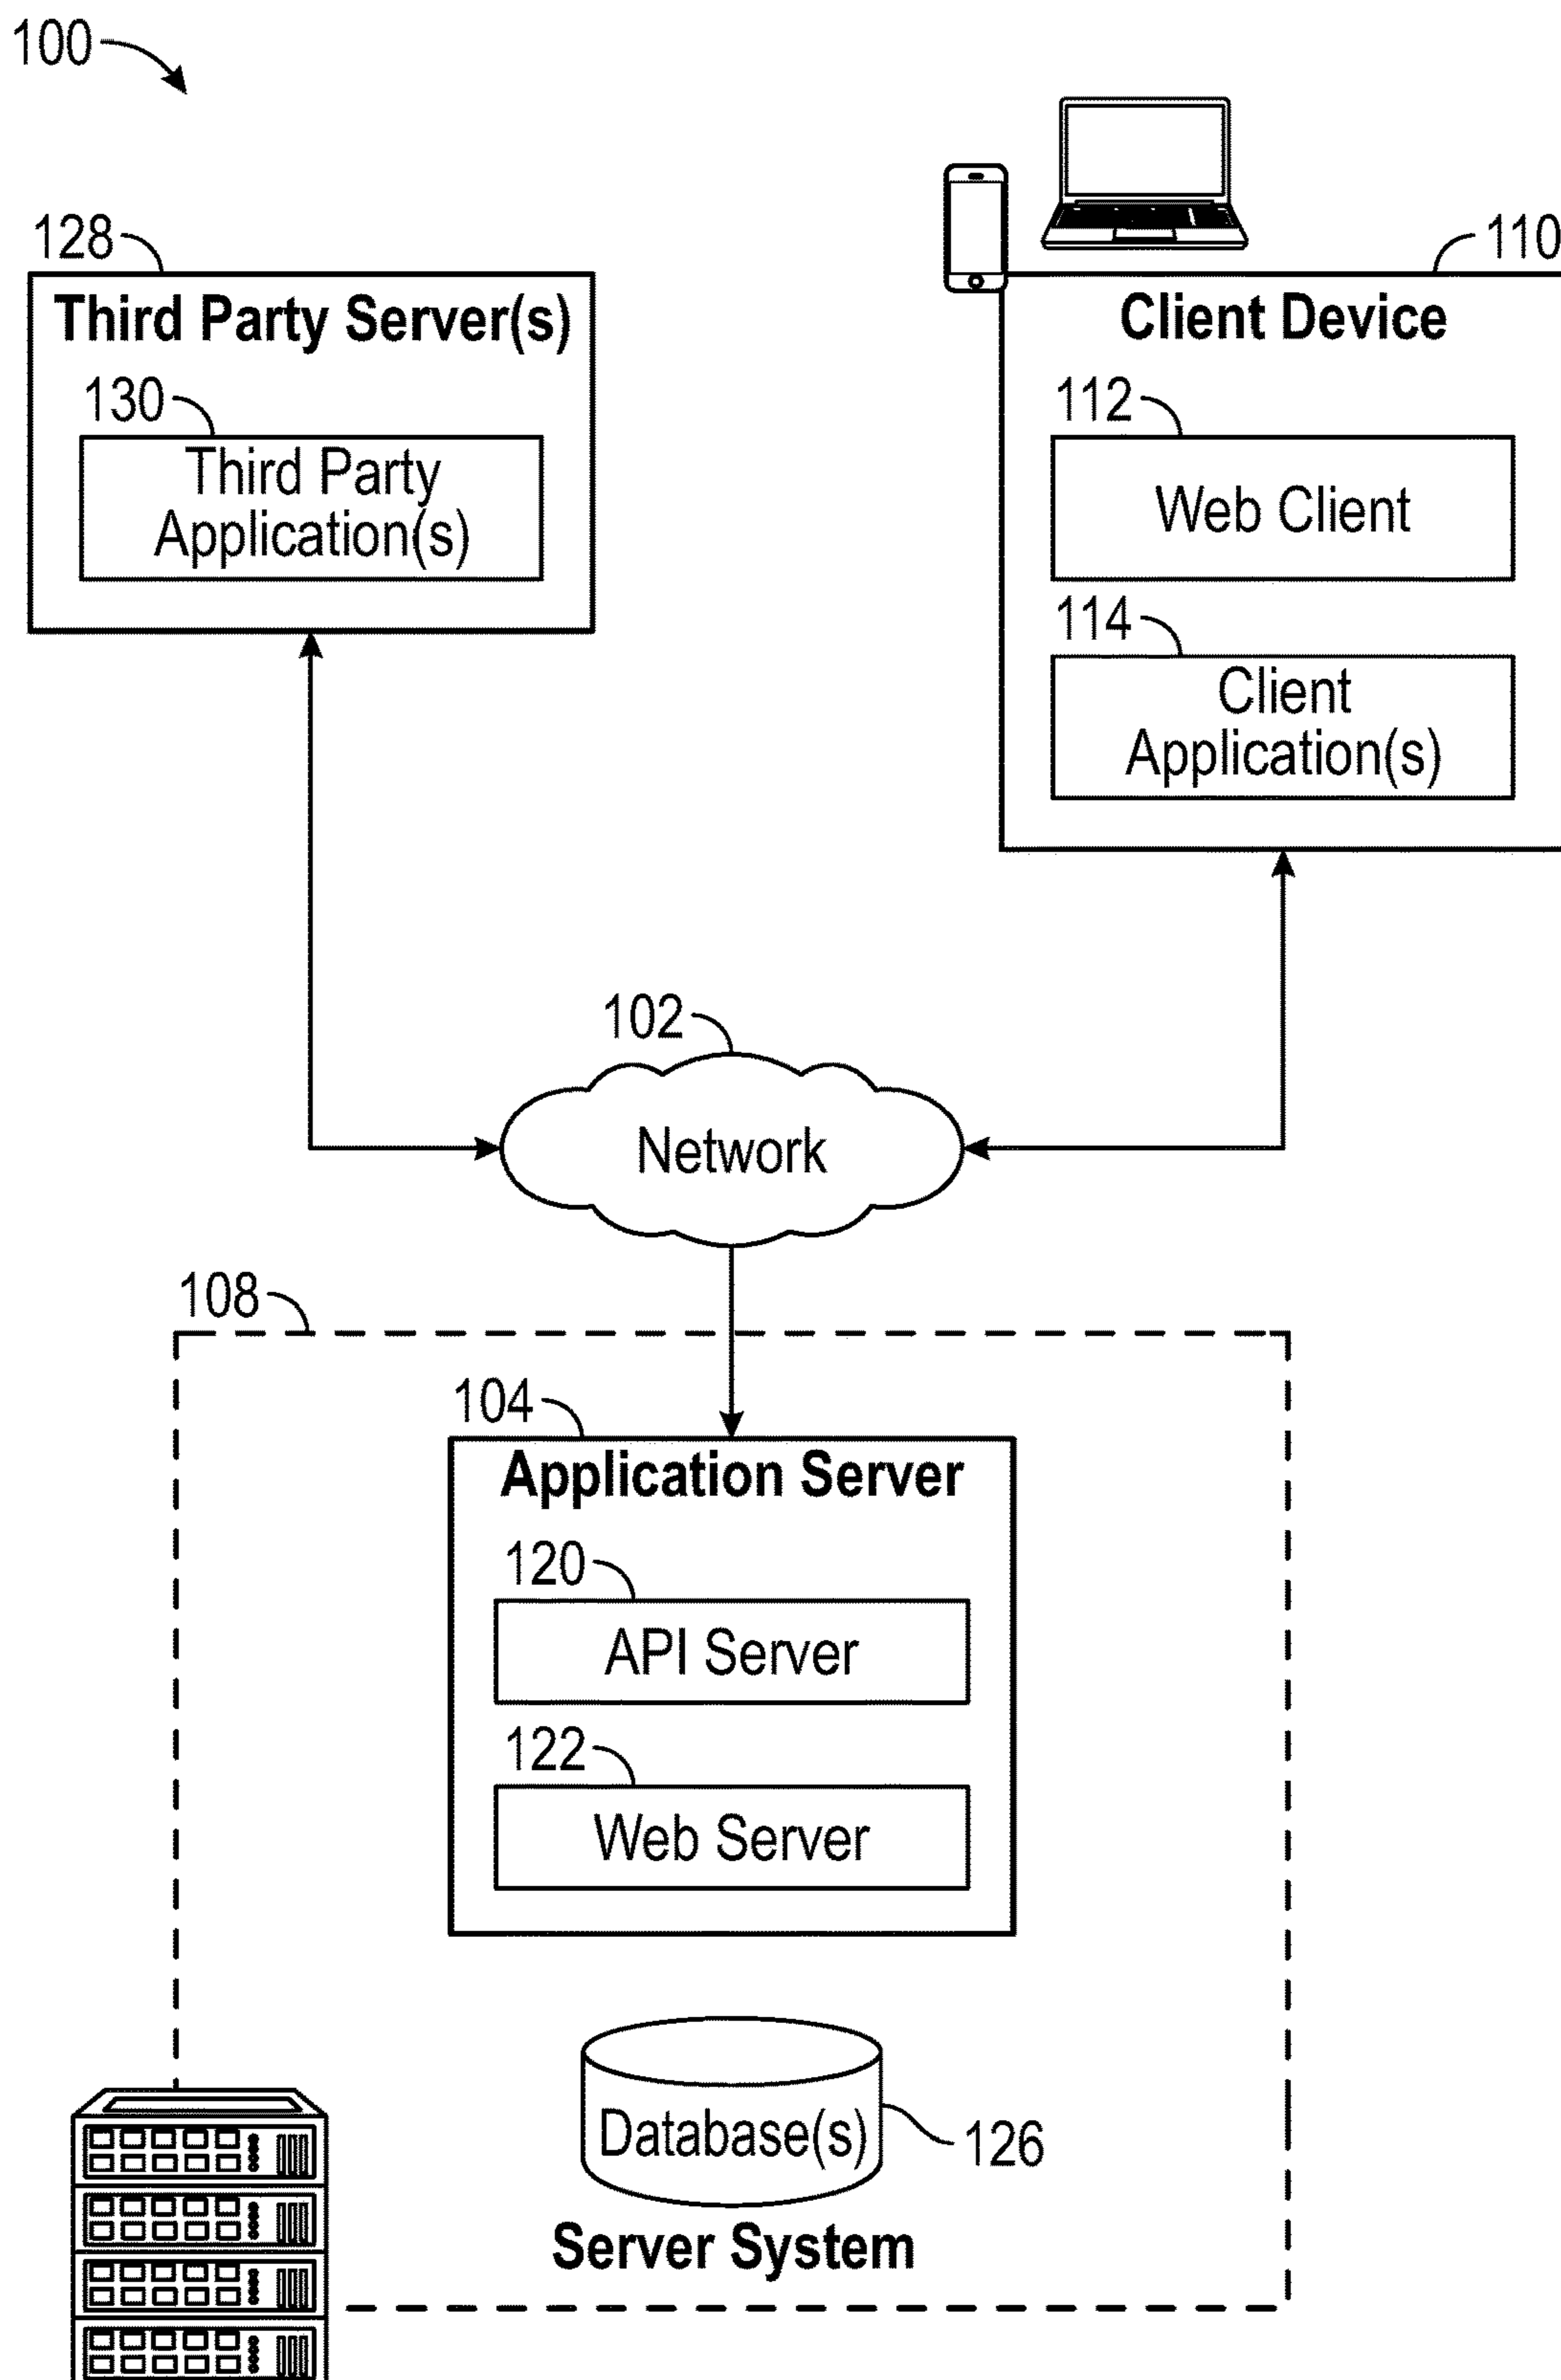 100
128
Third Party Server(s)
130
Third Party
Application(s)
110
Client Device
112
Web Client
114
Client
Application(s)
102
Network
108
104
Application Server
120
API Server
122
Web Server
Database(s)
126
Server System